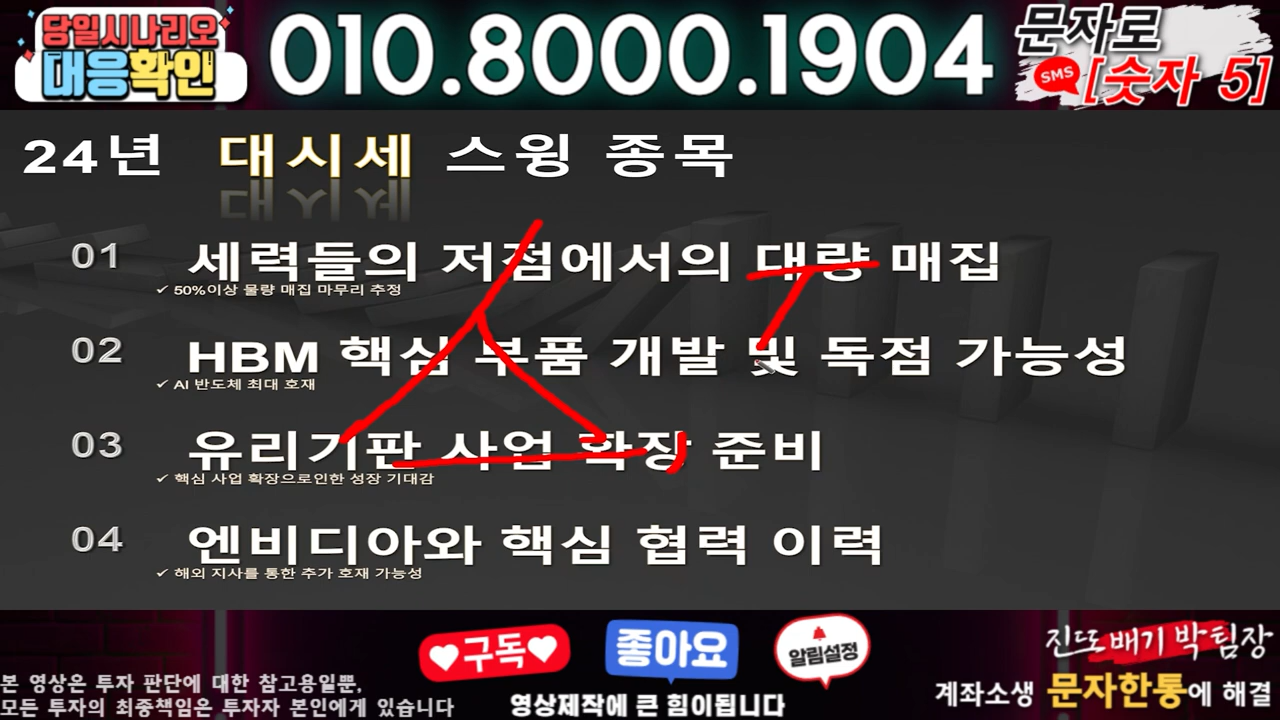 당일시나리오
대응확인
010.8000.1904
문자로
SMS [숫자 5]
24년 대시세 스윙 종목
01 세력들의 저점에서의 대량 매집
✓ 50%이상 물량 매집 마무리 추정
02 HBM 핵심 부품 개발 및 독점 가능성
✓ AI 반도체 최대 호재
03 유리기판 사업 확장 준비
✓ 핵심 사업 확장으로인한 성장 기대감
04 엔비디아와 핵심 협력 이력
✓ 해외 지사를 통한 추가 호재 가능성
구독 좋아요 알림설정
영상제작에 큰 힘이됩니다
본 영상은 투자 판단에 대한 참고용일뿐,
모든 투자의 최종책임은 투자자 본인에게 있습니다
진또배기 박팀장
계좌소생 문자한통에 해결